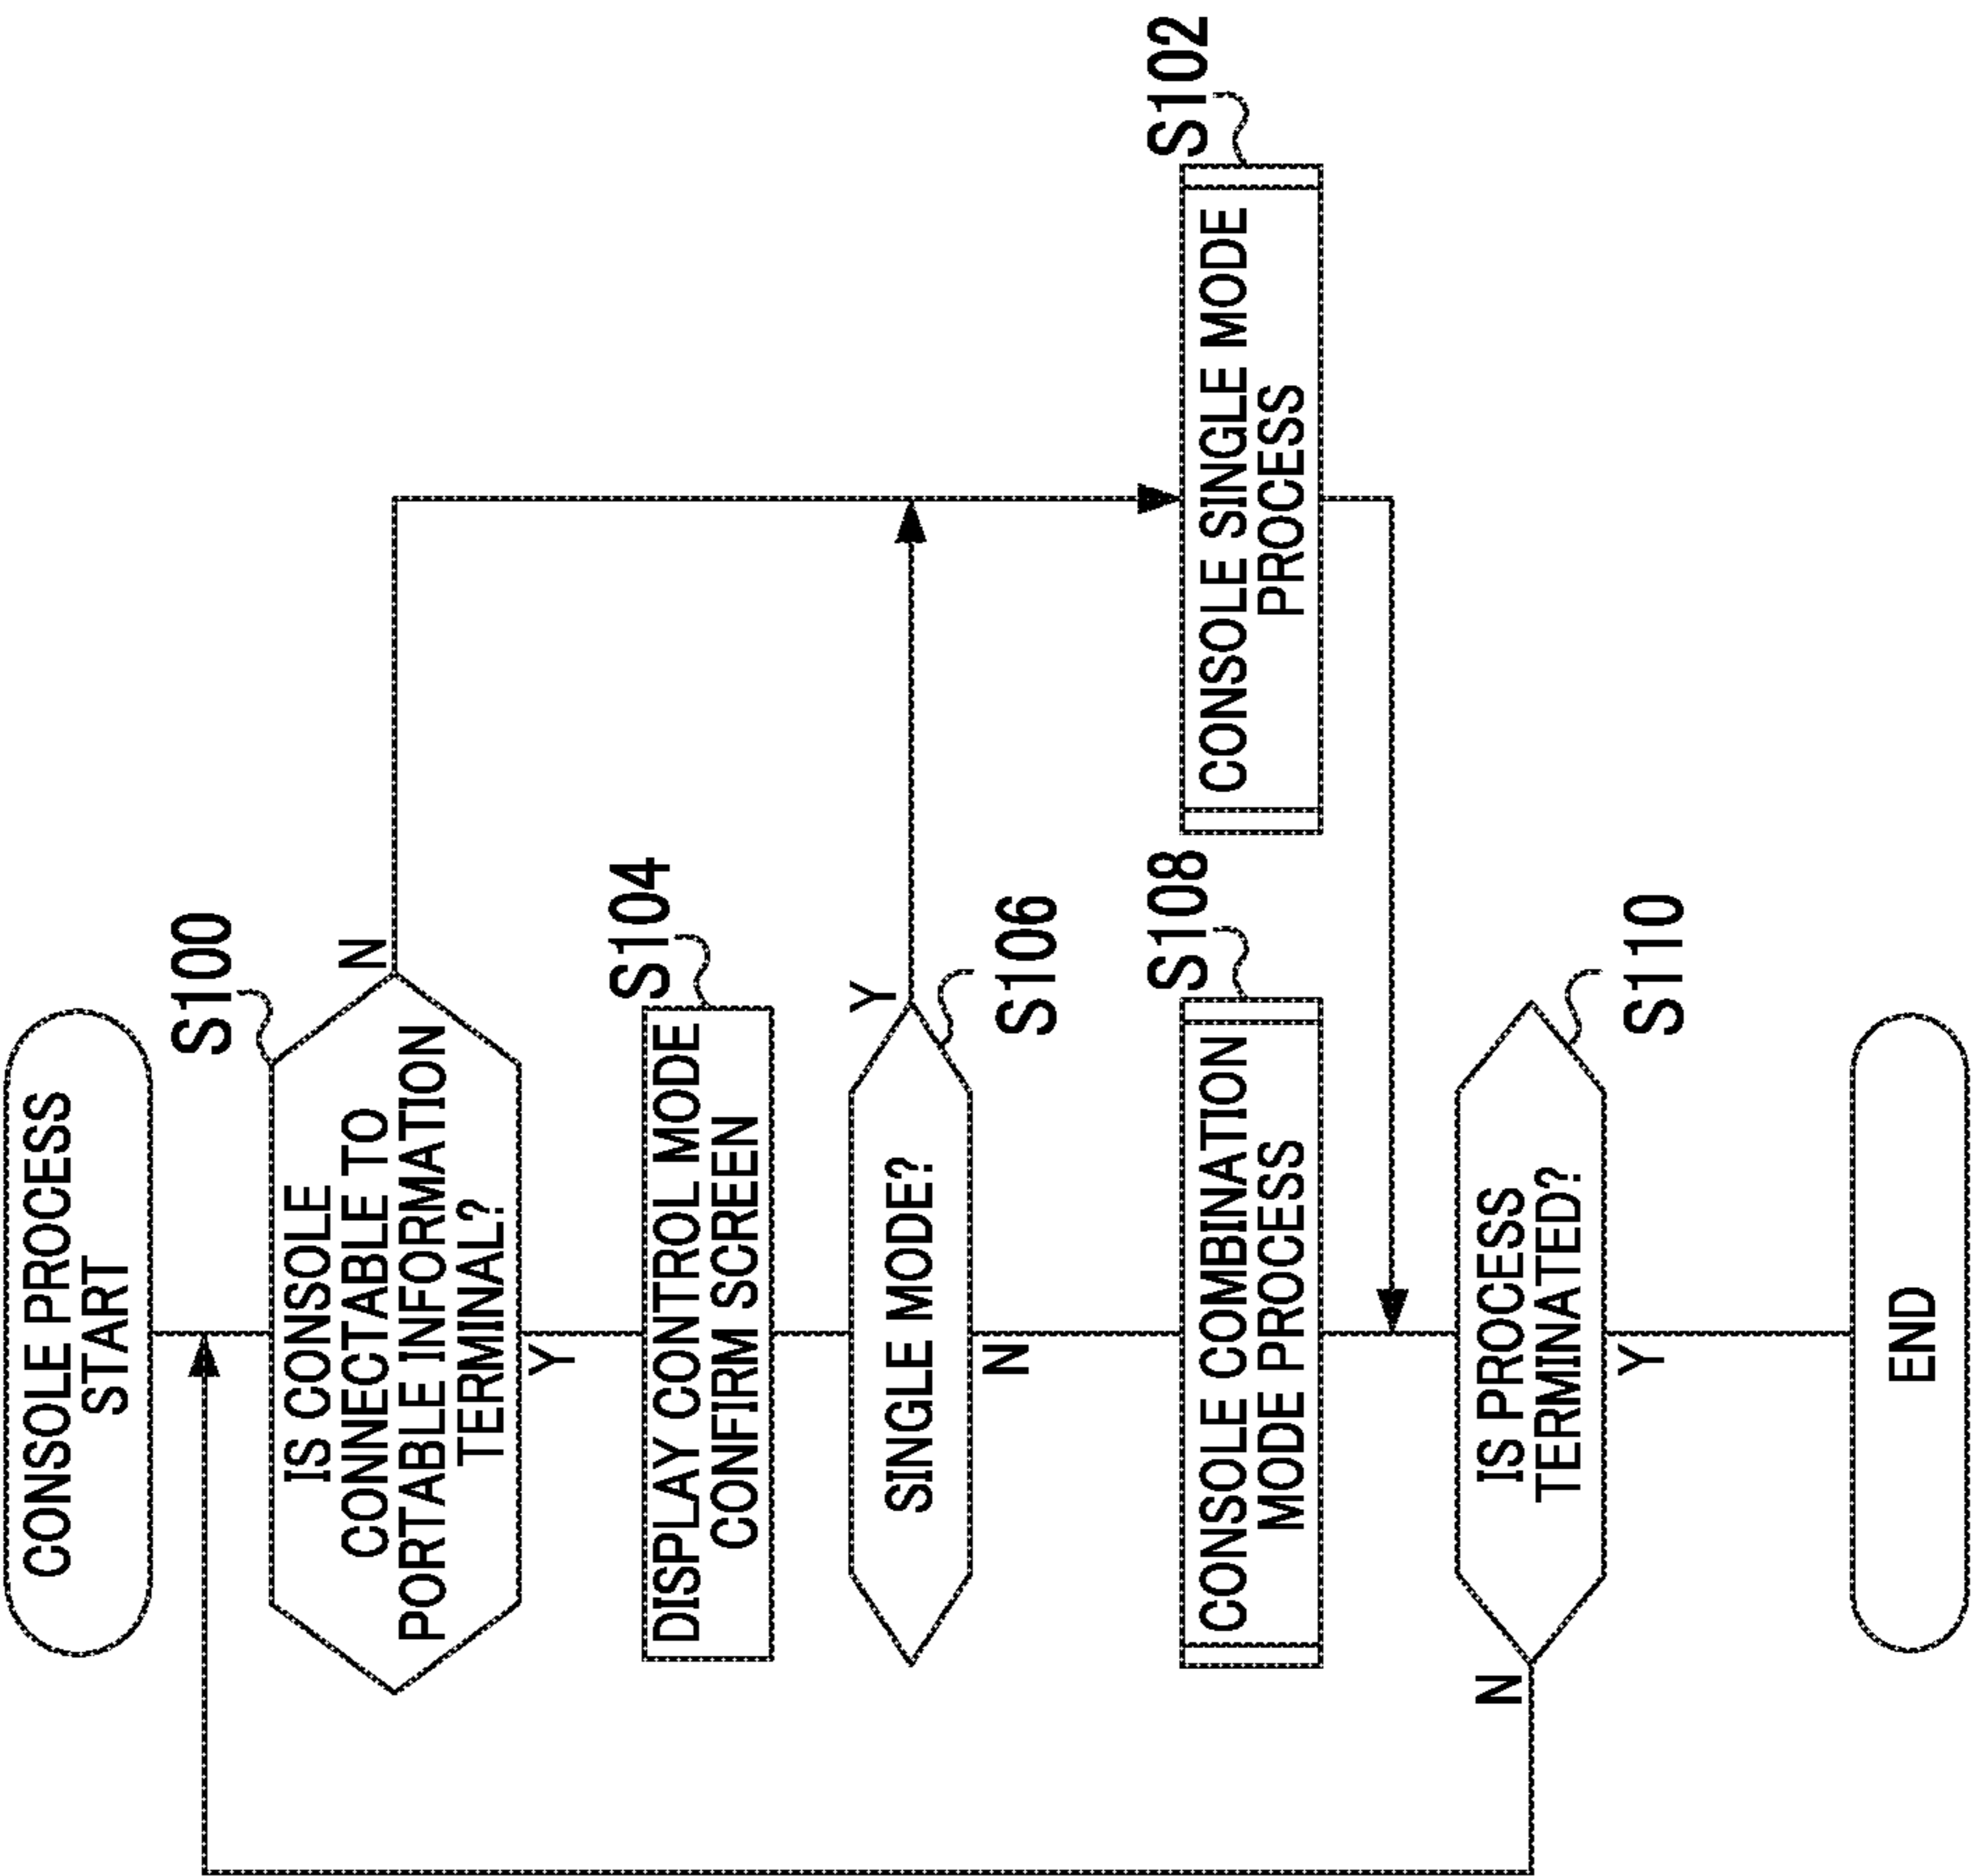 CONSOLE PROCESS
START
S100
IS CONSOLE
CONNECTABLE TO
PORTABLE INFORMATION
TERMINAL?
N
Y
S104
DISPLAY CONTROL MODE
CONFIRM SCREEN
SINGLE MODE?
Y
S106
N
S108
CONSOLE COMBINATION
MODE PROCESS
S102
CONSOLE SINGLE MODE
PROCESS
IS PROCESS
TERMINATED?
S110
N
Y
END